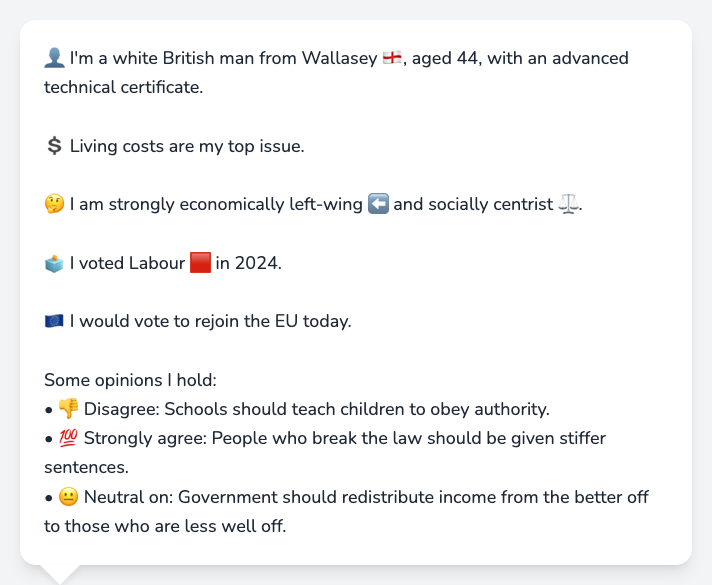 👤 I'm a white British man from Wallasey 🏴󠁧󠁢󠁥󠁮󠁧󠁿, aged 44, with an advanced
technical certificate.
💲 Living costs are my top issue.
🤔 I am strongly economically left-wing ⬅️ and socially centrist ⚖️.
🗳️ I voted Labour 🟥 in 2024.
🇪🇺 I would vote to rejoin the EU today.
Some opinions I hold:
• 👎 Disagree: Schools should teach children to obey authority.
• 💯 Strongly agree: People who break the law should be given stiffer
sentences.
• 😐 Neutral on: Government should redistribute income from the better off
to those who are less well off.